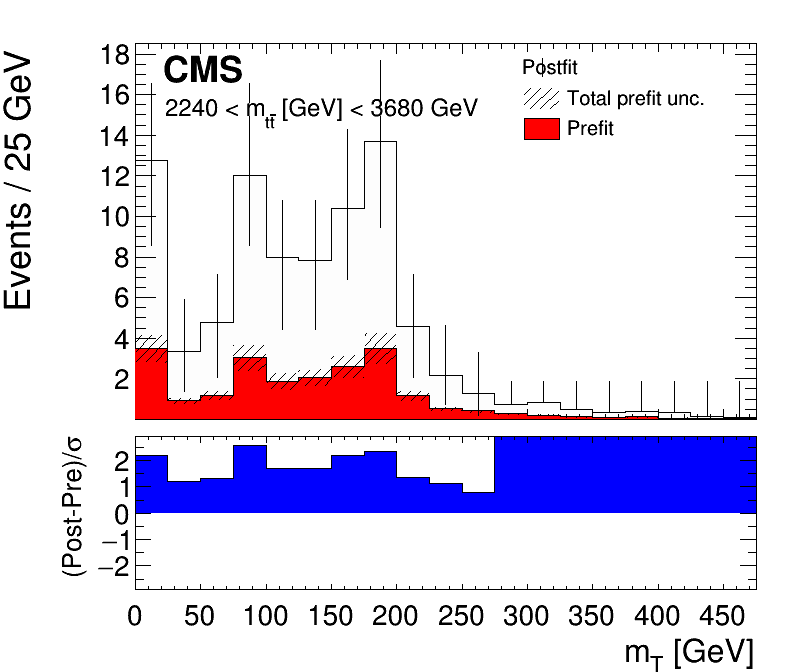 CMS
2240 < m_tt̄ [GeV] < 3680 GeV
Postfit
Total prefit unc.
Prefit
Events / 25 GeV
18
16
14
12
10
8
6
4
2
(Post-Pre)/σ
2
1
0
−1
−2
0 50 100 150 200 250 300 350 400 450
m_T [GeV]